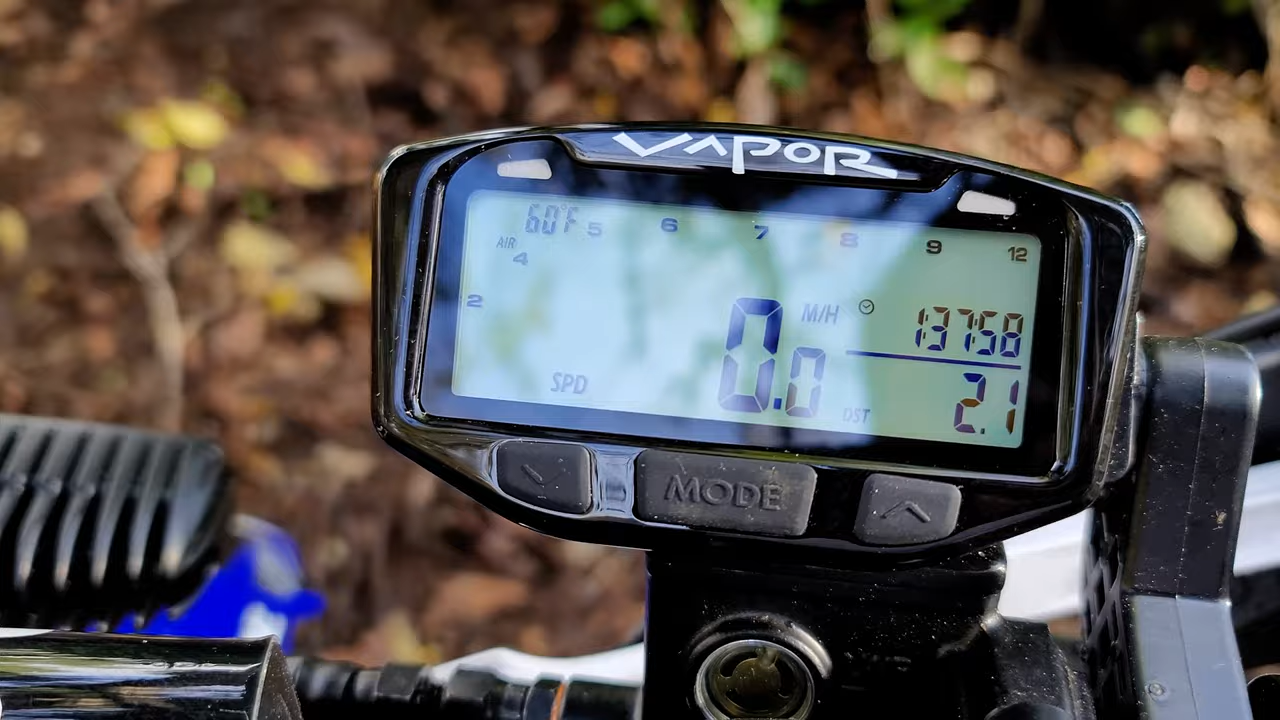 VAPOR
60°F 5 6 7 8 9 12
AIR
4
2 M/H 13758
0.0
SPD DST 2.1
MODE